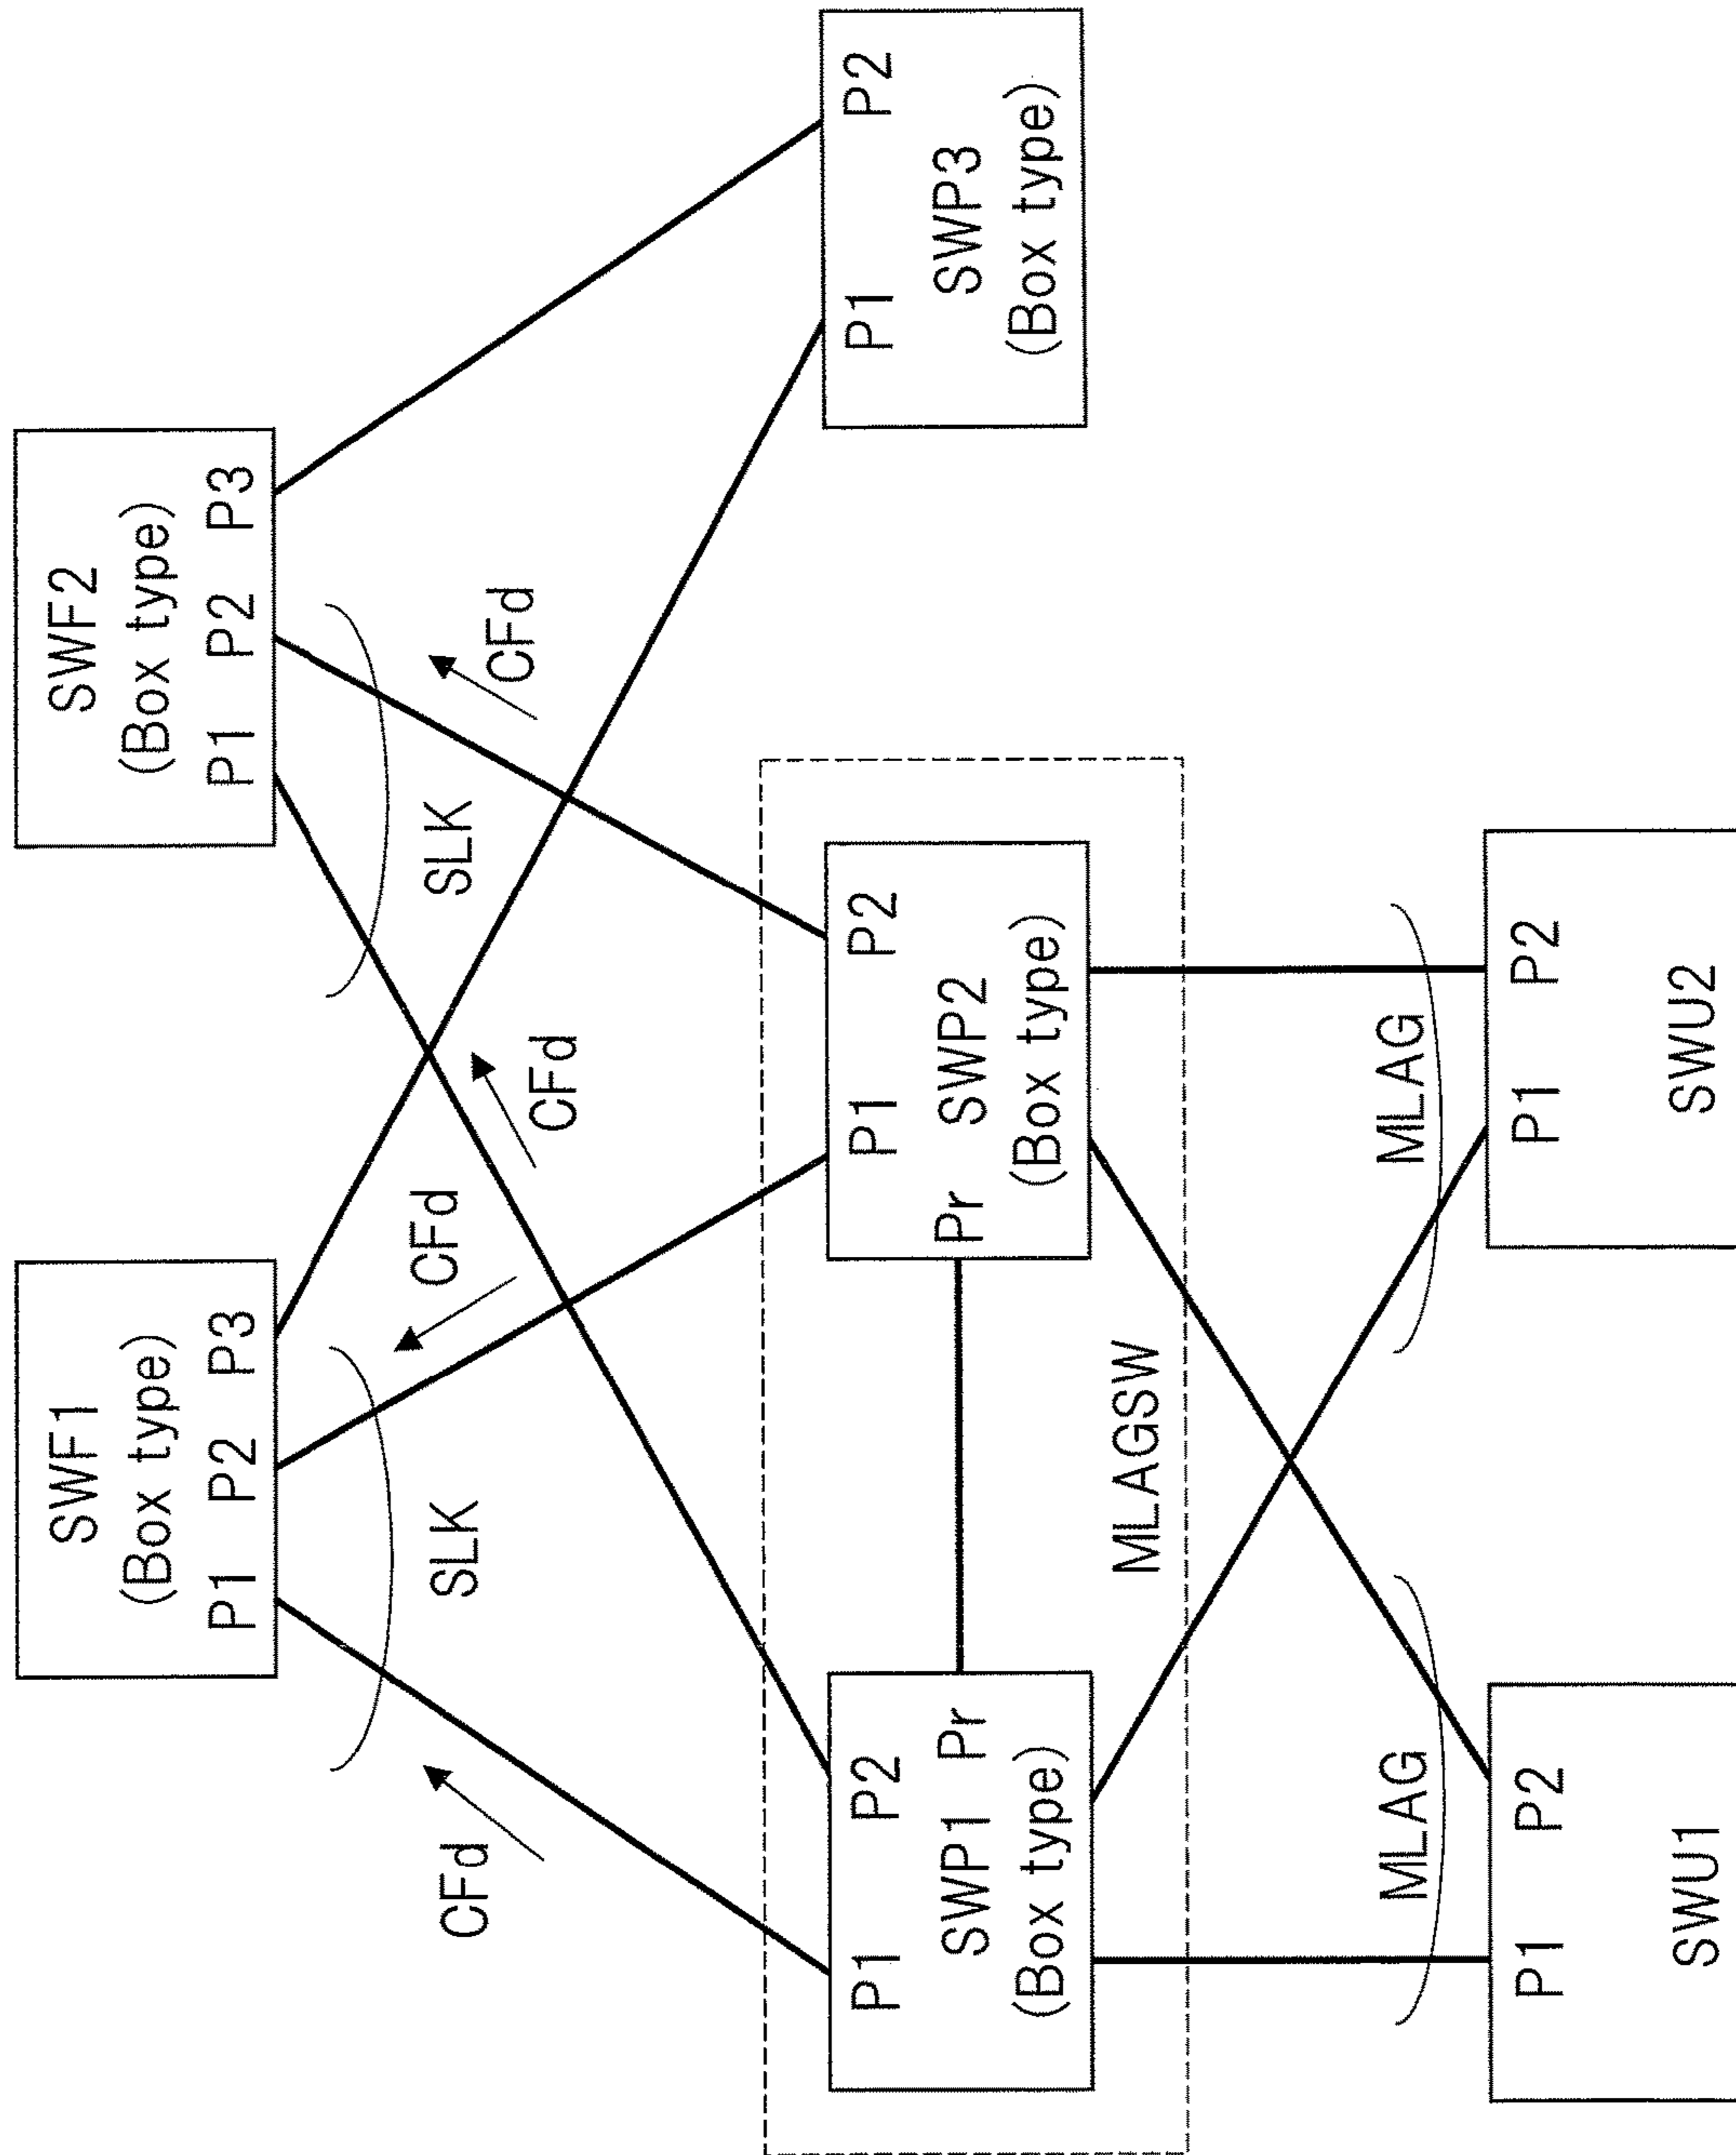 SWF1
(Box type)
P1 P2 P3
SWF2
(Box type)
P1 P2 P3
SLK
SLK
CFd
CFd
CFd
CFd
P1 P2
SWP1 Pr
(Box type)
P1 P2
Pr SWP2
(Box type)
P1 P2
SWP3
(Box type)
MLAGSW
MLAG
MLAG
P1 P2
SWU1
P1 P2
SWU2